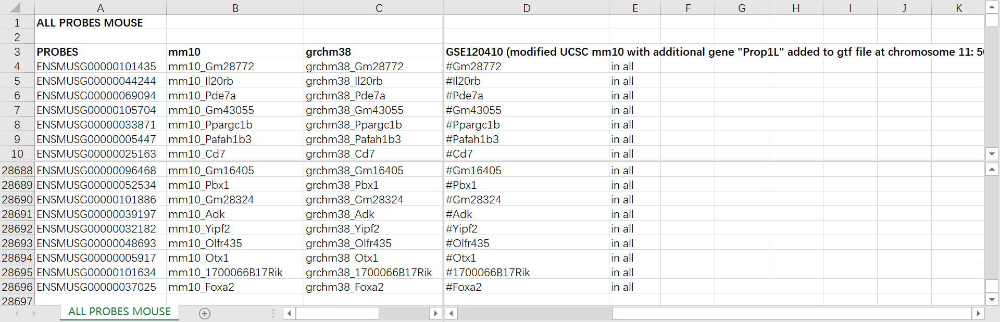 A B C D E F G H I J K
1 ALL PROBES MOUSE
2
3 PROBES mm10 grchm38 GSE120410 (modified UCSC mm10 with additional gene "Prop1L" added to gtf file at chromosome 11: 5
4 ENSMUSG00000101435 mm10_Gm28772 grchm38_Gm28772 #Gm28772 in all
5 ENSMUSG00000044244 mm10_Il20rb grchm38_Il20rb #Il20rb in all
6 ENSMUSG00000069094 mm10_Pde7a grchm38_Pde7a #Pde7a in all
7 ENSMUSG00000105704 mm10_Gm43055 grchm38_Gm43055 #Gm43055 in all
8 ENSMUSG00000033871 mm10_Ppargc1b grchm38_Ppargc1b #Ppargc1b in all
9 ENSMUSG00000005447 mm10_Pafah1b3 grchm38_Pafah1b3 #Pafah1b3 in all
10 ENSMUSG00000025163 mm10_Cd7 grchm38_Cd7 #Cd7 in all
28688 ENSMUSG00000096468 mm10_Gm16405 grchm38_Gm16405 #Gm16405 in all
28689 ENSMUSG00000052534 mm10_Pbx1 grchm38_Pbx1 #Pbx1 in all
28690 ENSMUSG00000101886 mm10_Gm28324 grchm38_Gm28324 #Gm28324 in all
28691 ENSMUSG00000039197 mm10_Adk grchm38_Adk #Adk in all
28692 ENSMUSG00000032182 mm10_Yipf2 grchm38_Yipf2 #Yipf2 in all
28693 ENSMUSG00000048693 mm10_Olfr435 grchm38_Olfr435 #Olfr435 in all
28694 ENSMUSG00000005917 mm10_Otx1 grchm38_Otx1 #Otx1 in all
28695 ENSMUSG00000101634 mm10_1700066B17Rik grchm38_1700066B17Rik #1700066B17Rik in all
28696 ENSMUSG00000037025 mm10_Foxa2 grchm38_Foxa2 #Foxa2 in all
28697
ALL PROBES MOUSE